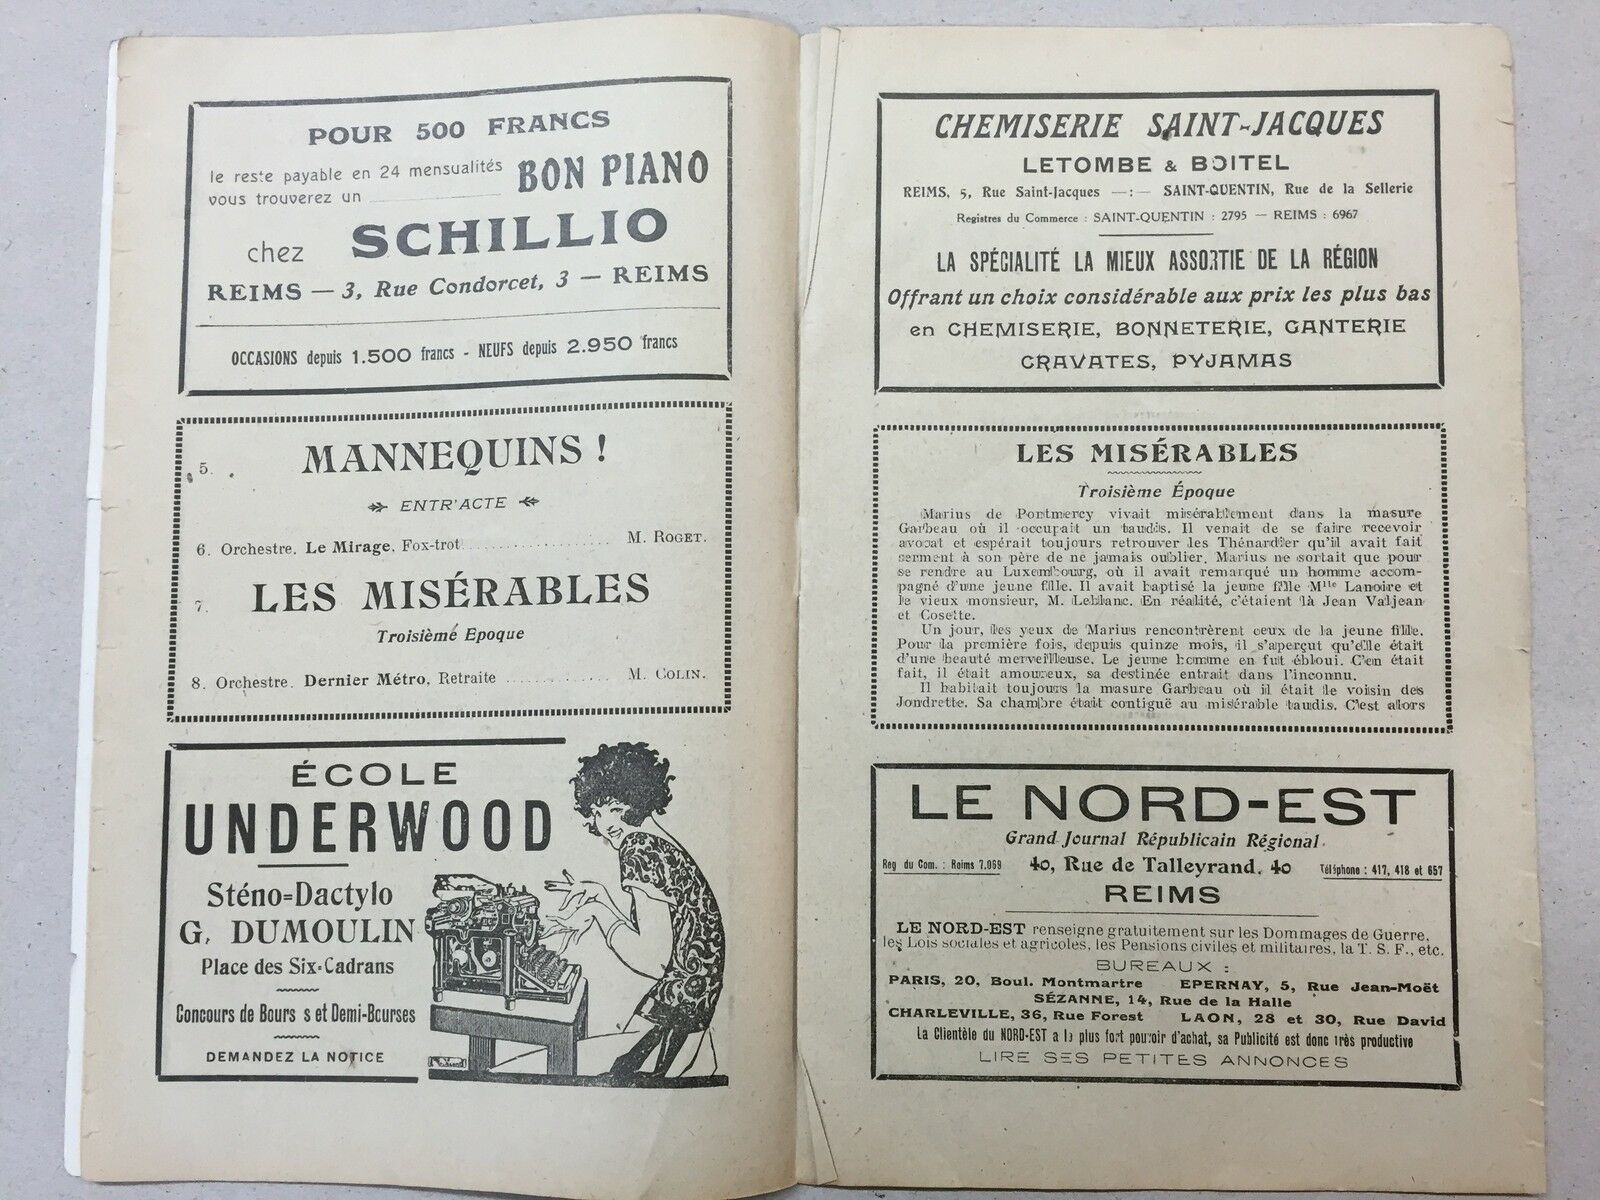 POUR 500 FRANCS
le reste payable en 24 mensualités
vous trouverez un
BON PIANO
chez SCHILLIO
REIMS — 3, Rue Condorcet, 3 — REIMS
OCCASIONS depuis 1.500 francs - NEUFS depuis 2.950 francs
5. MANNEQUINS !
ENTR'ACTE
6. Orchestre. Le Mirage, Fox-trot .................... M. ROGET.
7. LES MISÉRABLES
Troisième Epoque
8. Orchestre. Dernier Métro, Retraite ............... M. COLIN.
ÉCOLE
UNDERWOOD
Sténo=Dactylo
G. DUMOULIN
Place des Six-Cadrans
Concours de Bours s et Demi-Bourses
DEMANDEZ LA NOTICE
CHEMISERIE SAINT-JACQUES
LETOMBE & BOITEL
REIMS, 5, Rue Saint-Jacques —:— SAINT-QUENTIN, Rue de la Sellerie
Registres du Commerce : SAINT-QUENTIN : 2795 — REIMS : 6967
LA SPÉCIALITÉ LA MIEUX ASSORTIE DE LA RÉGION
Offrant un choix considérable aux prix les plus bas
en CHEMISERIE, BONNETERIE, GANTERIE
CRAVATES, PYJAMAS
LES MISÉRABLES
Troisième Époque
Marius de Pontmercy vivait misérablement dans la masure
Garbeau où il occupait un taudis. Il venait de se faire recevoir
avocat et espérait toujours retrouver les Thénardier qu'il avait fait
serment à son père de ne jamais oublier. Marius ne sortait que pour
se rendre au Luxembourg, où il avait remarqué un homme accom-
pagné d'une jeune fille. Il avait baptisé la jeune fille Mlle Lanoire et
le vieux monsieur, M. Leblanc. En réalité, c'étaient là Jean Valjean
et Cosette.
Un jour, les yeux de Marius rencontrèrent ceux de la jeune fille.
Pour la première fois, depuis quinze mois, il s'aperçut qu'elle était
d'une beauté merveilleuse. Le jeune homme en fut ébloui. C'en était
fait, il était amoureux, sa destinée entrait dans l'inconnu.
Il habitait toujours la masure Garbeau où il était le voisin des
Jondrette. Sa chambre était contiguë au misérable taudis. C'est alors
LE NORD-EST
Grand Journal Républicain Régional
Reg du Com. : Reims 7.069 40, Rue de Talleyrand. 40 Téléphone : 417, 418 et 657
REIMS
LE NORD-EST renseigne gratuitement sur les Dommages de Guerre,
les Lois sociales et agricoles, les Pensions civiles et militaires, la T. S. F., etc.
BUREAUX :
PARIS, 20, Boul. Montmartre EPERNAY, 5, Rue Jean-Moët
SÉZANNE, 14, Rue de la Halle
CHARLEVILLE, 36, Rue Forest LAON, 28 et 30, Rue David
La Clientèle du NORD-EST a le plus fort pouvoir d'achat, sa Publicité est donc très productive
LIRE SES PETITES ANNONCES